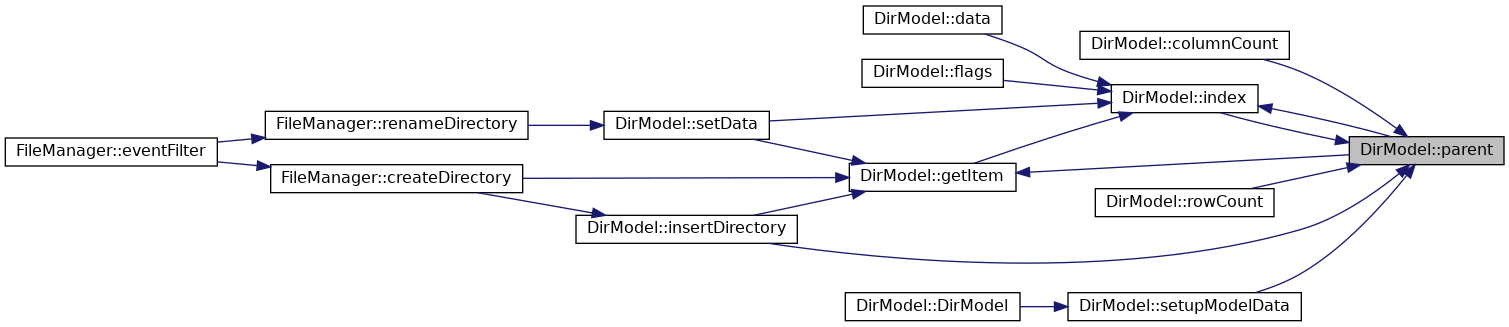 DirModel::data
DirModel::columnCount
DirModel::flags
DirModel::index
FileManager::renameDirectory
DirModel::setData
FileManager::eventFilter
DirModel::parent
FileManager::createDirectory
DirModel::getItem
DirModel::rowCount
DirModel::insertDirectory
DirModel::DirModel
DirModel::setupModelData